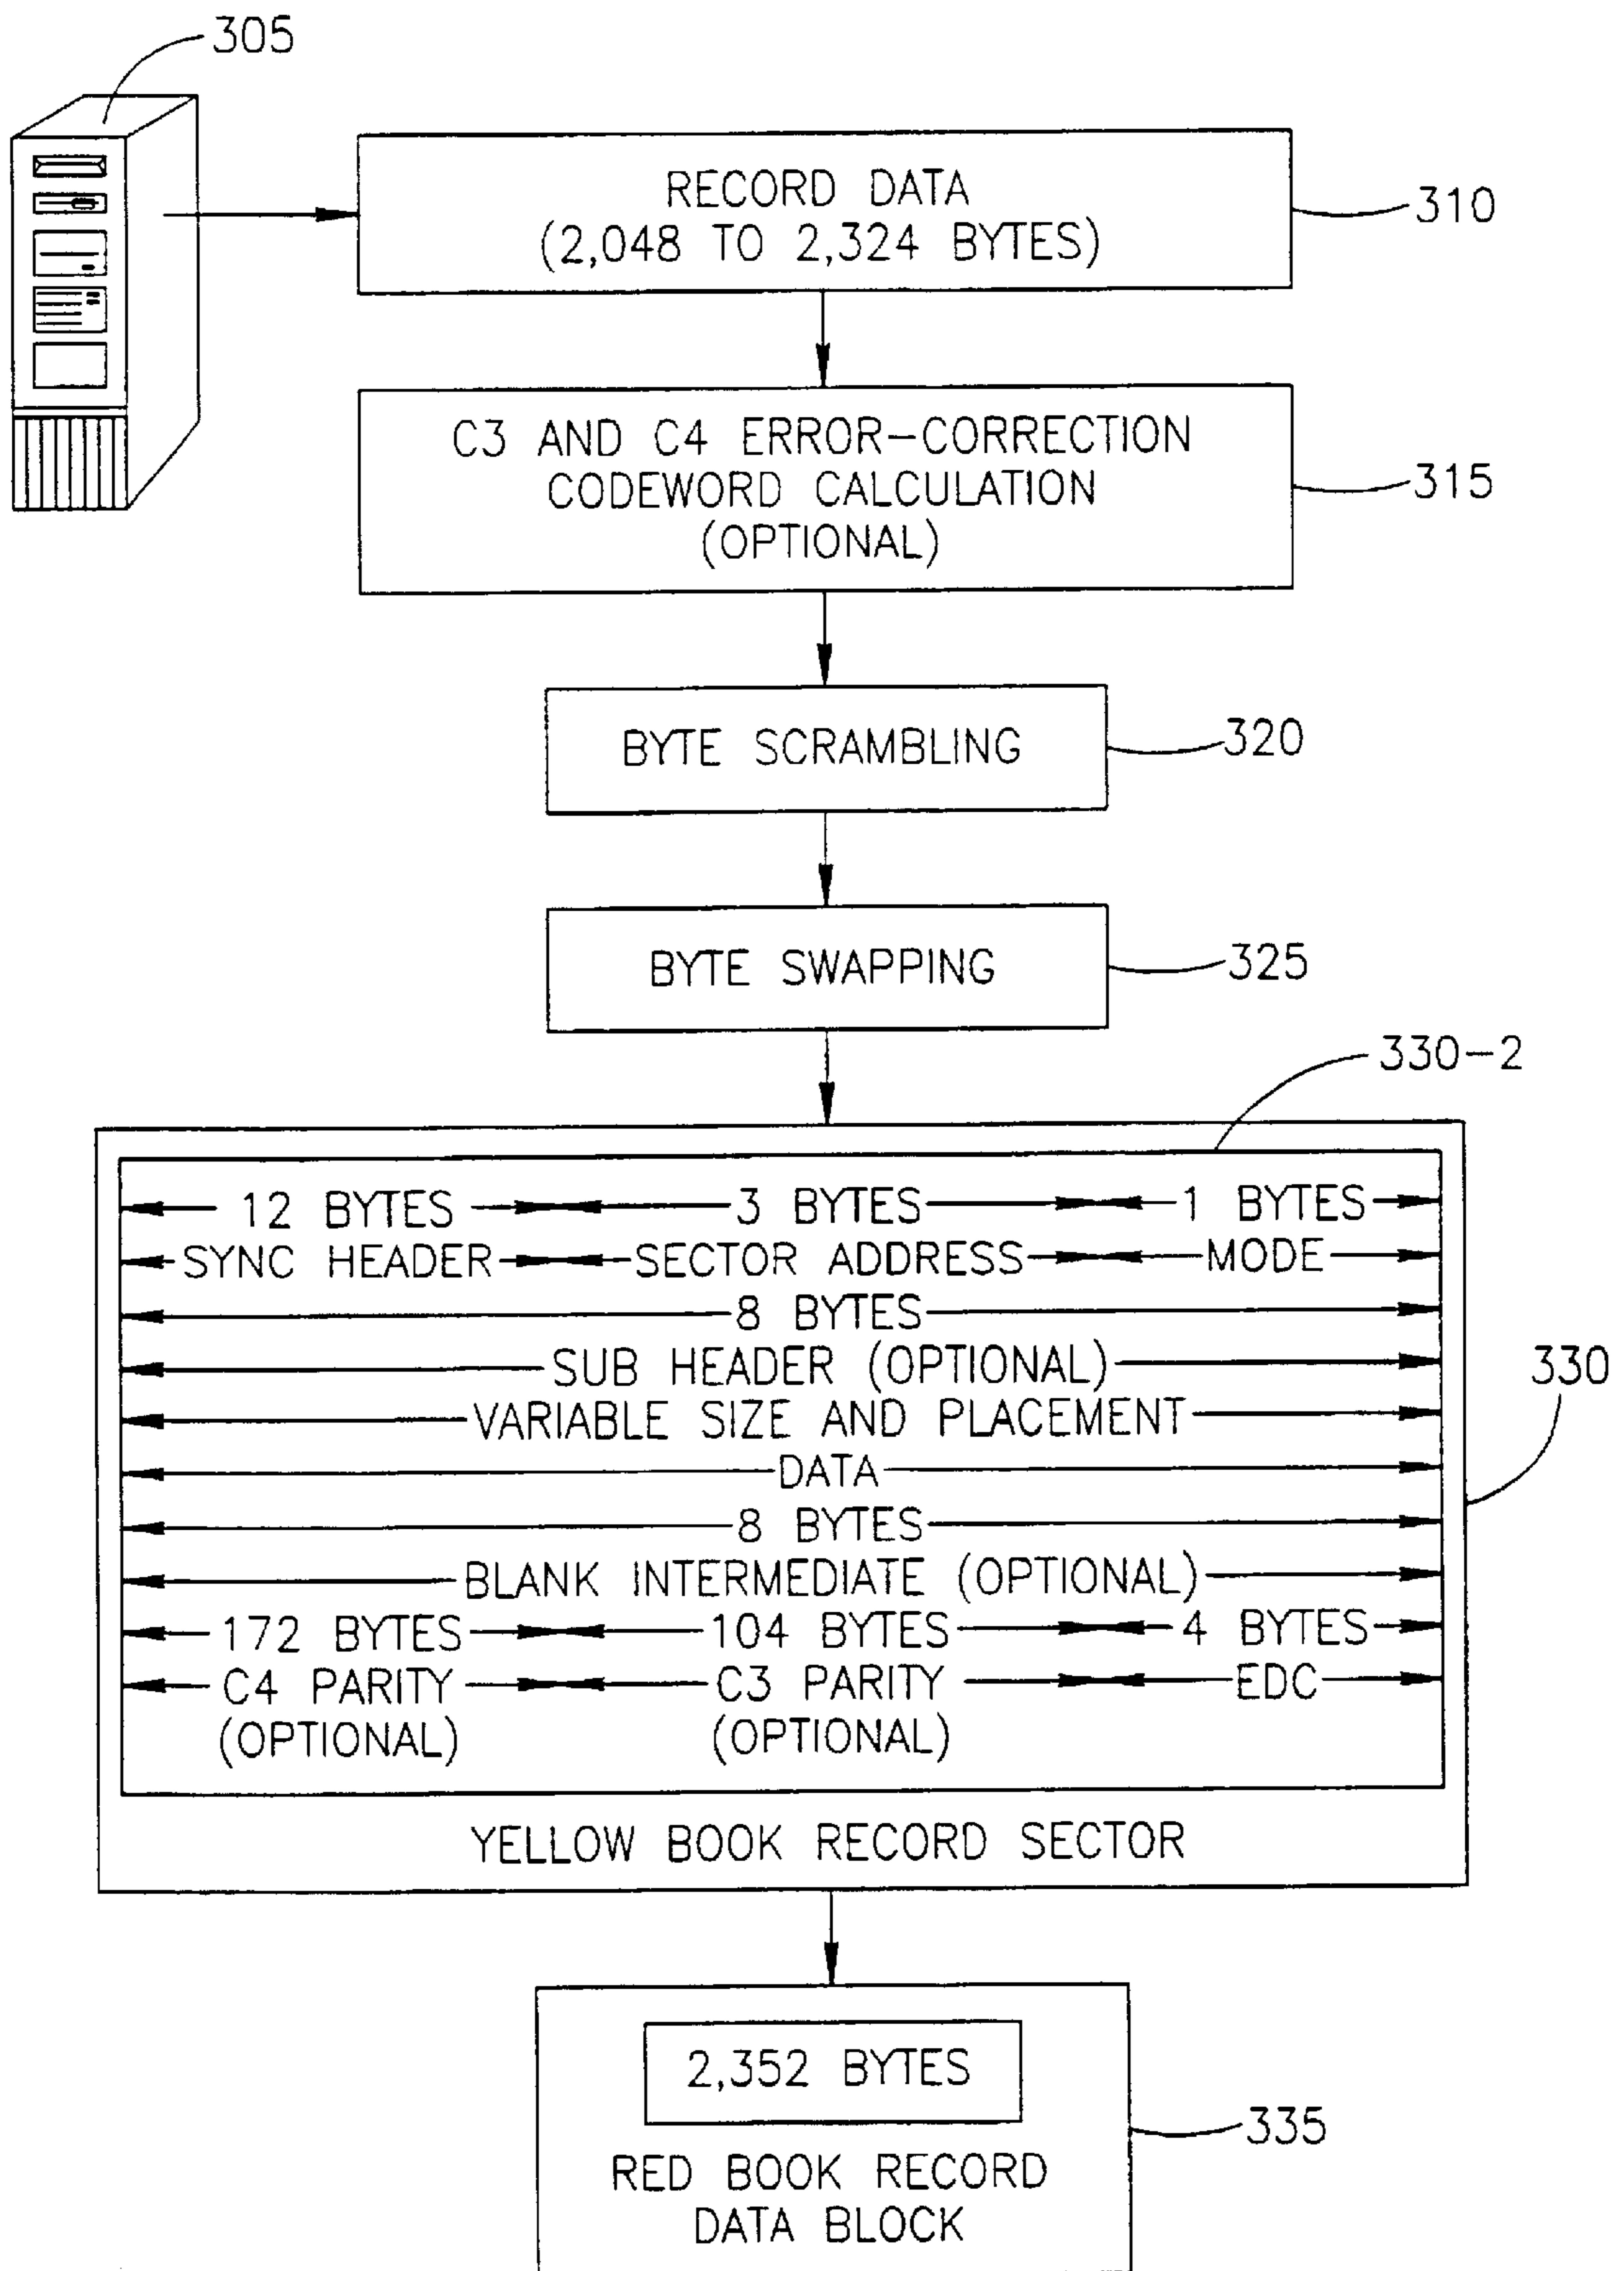 305
RECORD DATA
(2,048 TO 2,324 BYTES)
310
C3 AND C4 ERROR-CORRECTION
CODEWORD CALCULATION
(OPTIONAL)
315
BYTE SCRAMBLING
320
BYTE SWAPPING
325
330-2
12 BYTES 3 BYTES 1 BYTES
SYNC HEADER SECTOR ADDRESS MODE
8 BYTES
SUB HEADER (OPTIONAL)
VARIABLE SIZE AND PLACEMENT
DATA
8 BYTES
BLANK INTERMEDIATE (OPTIONAL)
172 BYTES 104 BYTES 4 BYTES
C4 PARITY C3 PARITY EDC
(OPTIONAL) (OPTIONAL)
330
YELLOW BOOK RECORD SECTOR
2,352 BYTES
335
RED BOOK RECORD
DATA BLOCK